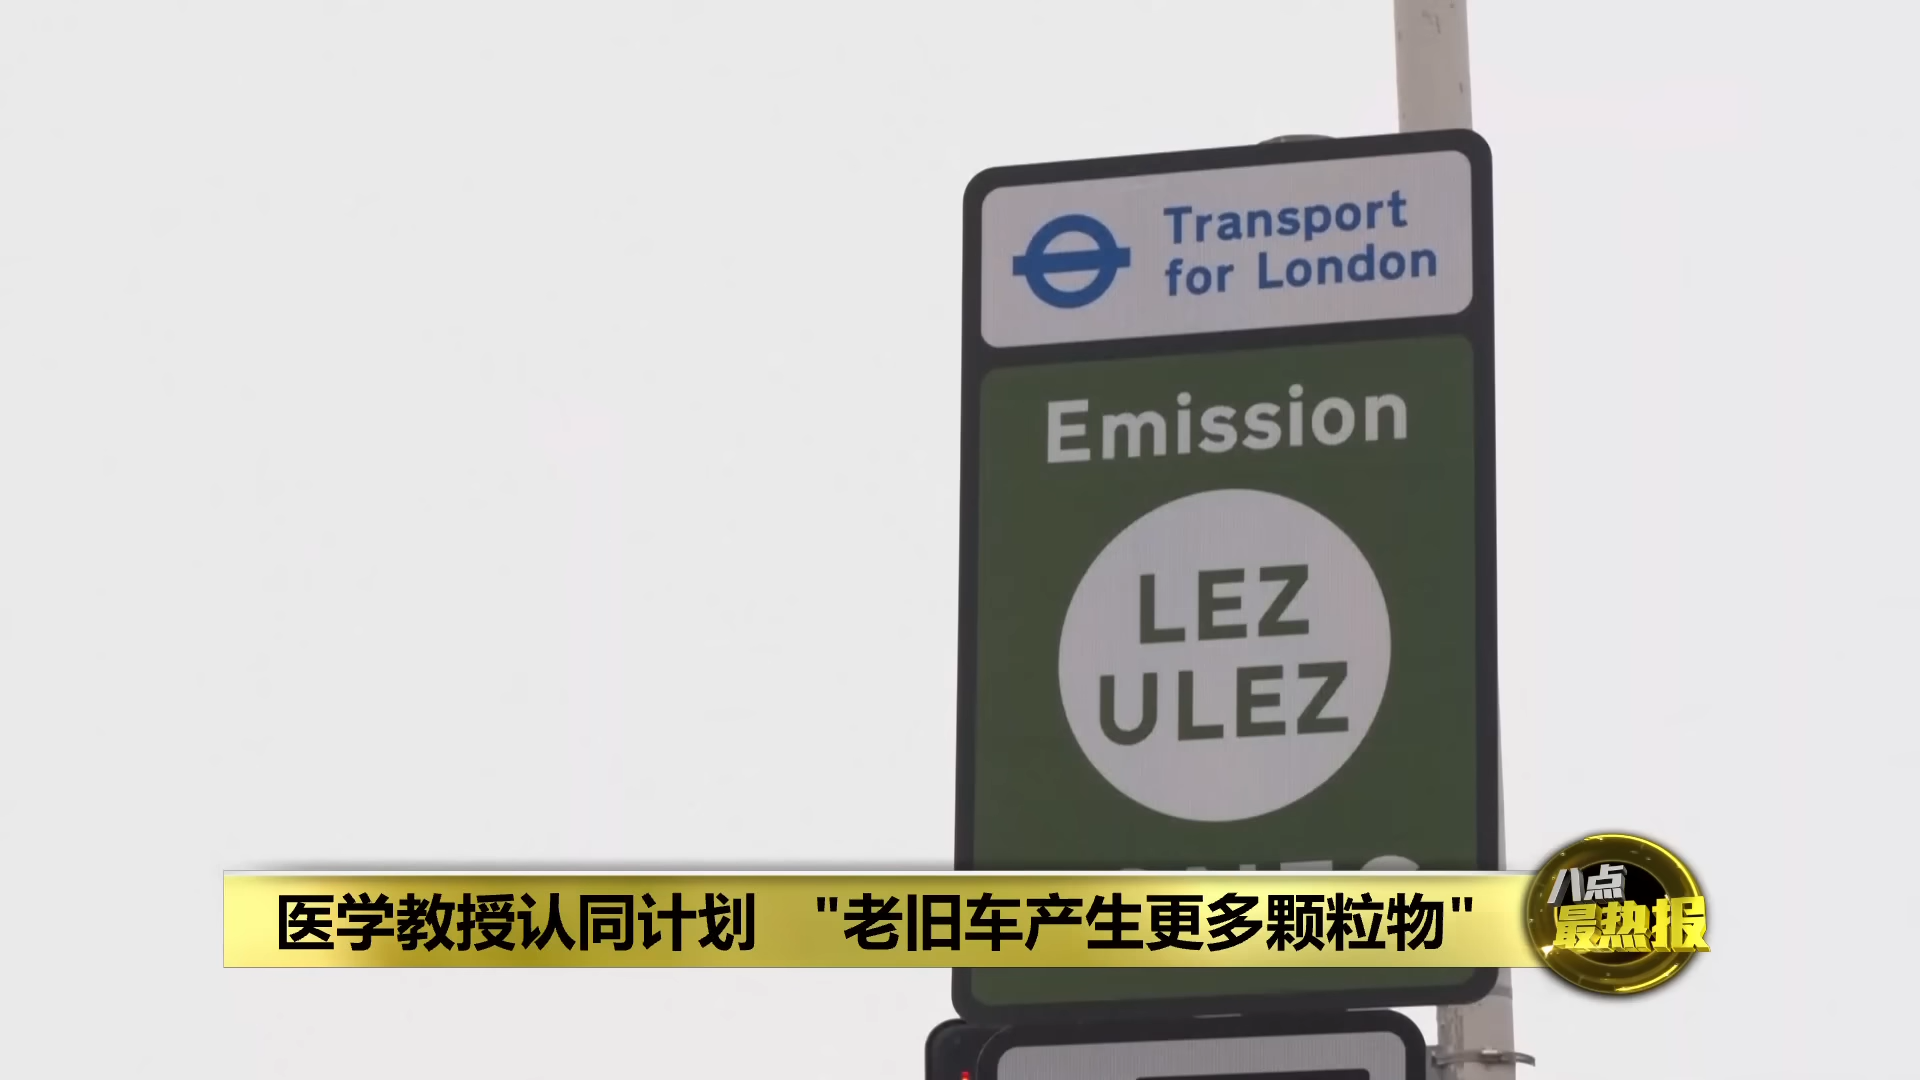 Transport
for London
Emission
LEZ
ULEZ
医学教授认同计划 "老旧车产生更多颗粒物"
八点
最热报